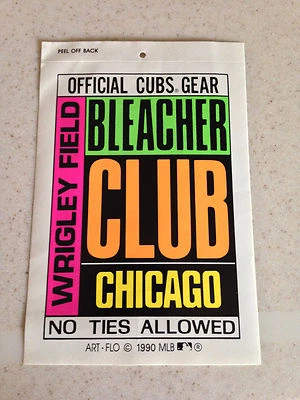 PEEL OFF BACK
OFFICIAL CUBS® GEAR
WRIGLEY FIELD
BLEACHER
CLUB
CHICAGO
NO TIES ALLOWED
ART-FLO © 1990 MLB ®